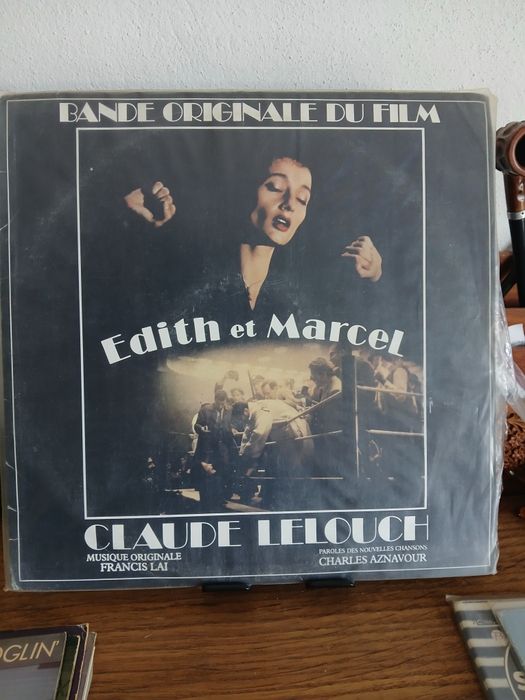 BANDE ORIGINALE DU FILM
Edith et Marcel
CLAUDE LELOUCH
MUSIQUE ORIGINALE
FRANCIS LAI
PAROLES DES NOUVELLES CHANSONS
CHARLES AZNAVOUR
OGLIN'